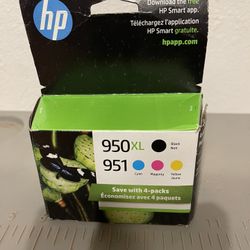 hp
Download the free
HP Smart app.
Téléchargez l'application
HP Smart gratuite.
hpapp.com
950XL
Black
Noir
951
Cyan
Magenta
Yellow
Jaune
Save with 4-packs
Économisez avec 4 paquets